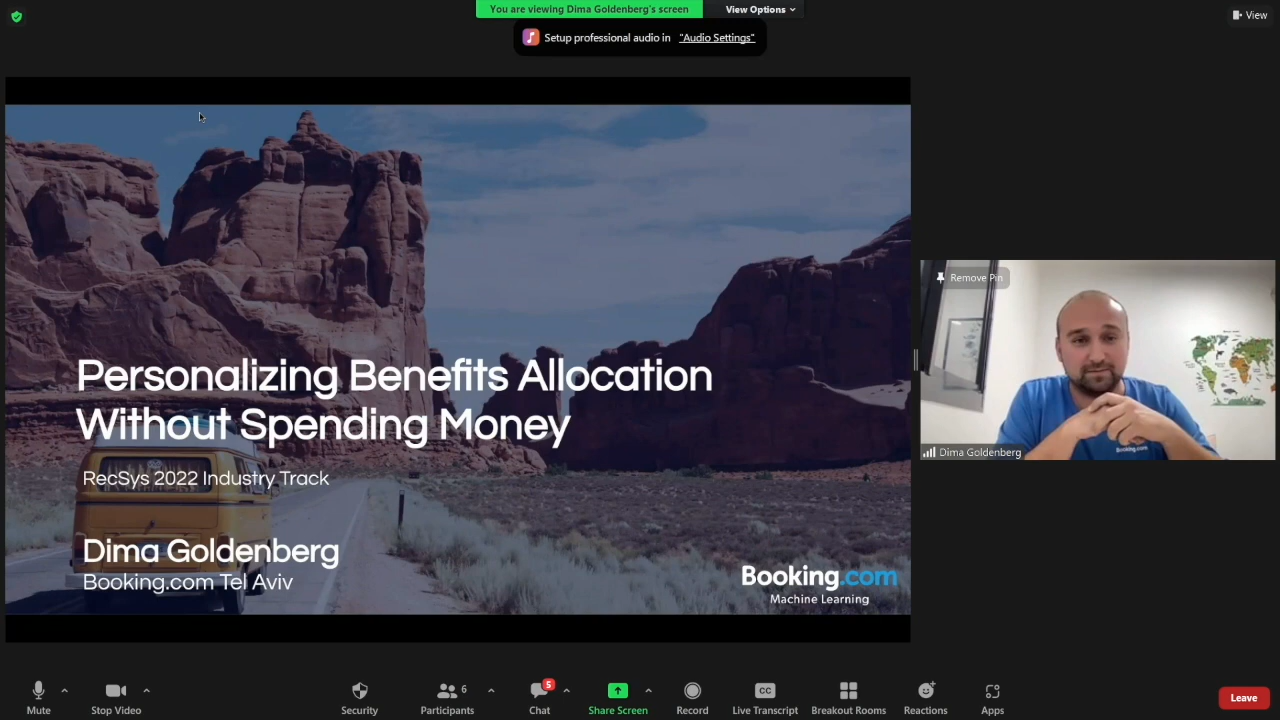 You are viewing Dima Goldenberg's screen
View Options
View
Setup professional audio in "Audio Settings"
Remove Pin
Personalizing Benefits Allocation
Without Spending Money
RecSys 2022 Industry Track
Dima Goldenberg
Booking.com Tel Aviv
Booking.com
Machine Learning
Booking.com
Dima Goldenberg
Mute
Stop Video
Security
Participants
6
Chat
5
Share Screen
Record
CC
Live Transcript
Breakout Rooms
Reactions
Apps
Leave